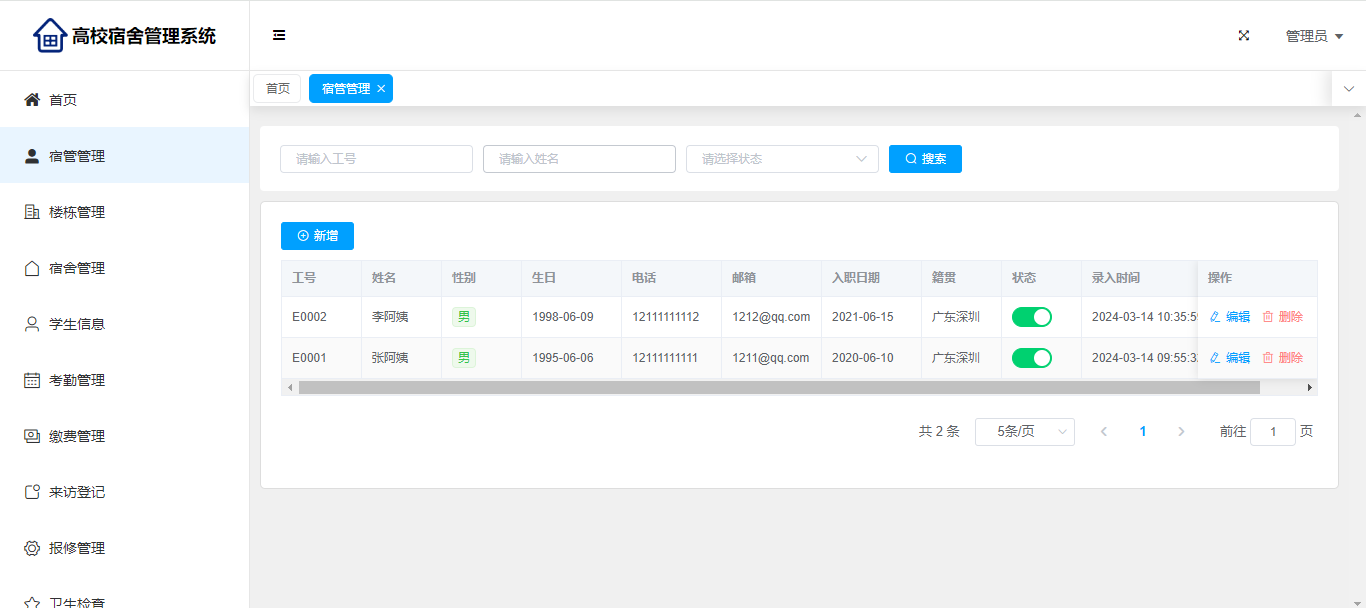 高校宿舍管理系统
管理员
首页
宿管管理
楼栋管理
宿舍管理
学生信息
考勤管理
缴费管理
来访登记
报修管理
卫生检查
首页 宿管管理
请输入工号 请输入姓名 请选择状态 搜索
新增
工号 姓名 性别 生日 电话 邮箱 入职日期 籍贯 状态 录入时间 操作
E0002 李阿姨 男 1998-06-09 12111111112 1212@qq.com 2021-06-15 广东深圳 2024-03-14 10:35:5 编辑 删除
E0001 张阿姨 男 1995-06-06 12111111111 1211@qq.com 2020-06-10 广东深圳 2024-03-14 09:55:3 编辑 删除
共 2 条 5条/页 1 前往 1 页